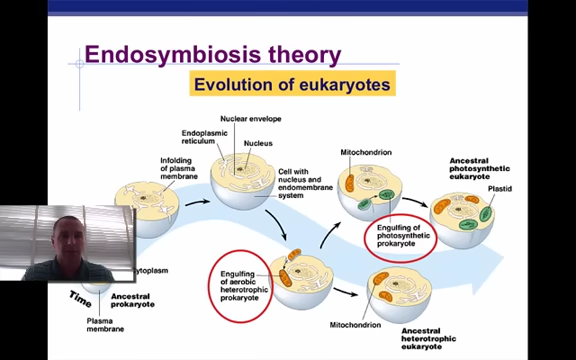 Endosymbiosis theory
Evolution of eukaryotes
Nuclear envelope
Endoplasmic
reticulum
Nucleus
Infolding
of plasma
membrane
Cell with
nucleus and
endomembrane
system
Mitochondrion
Ancestral
photosynthetic
eukaryote
Plastid
Engulfing of
photosynthetic
prokaryote
Engulfing
of aerobic
heterotrophic
prokaryote
Mitochondrion
Ancestral
heterotrophic
eukaryote
Time
Ancestral
prokaryote
Plasma
membrane